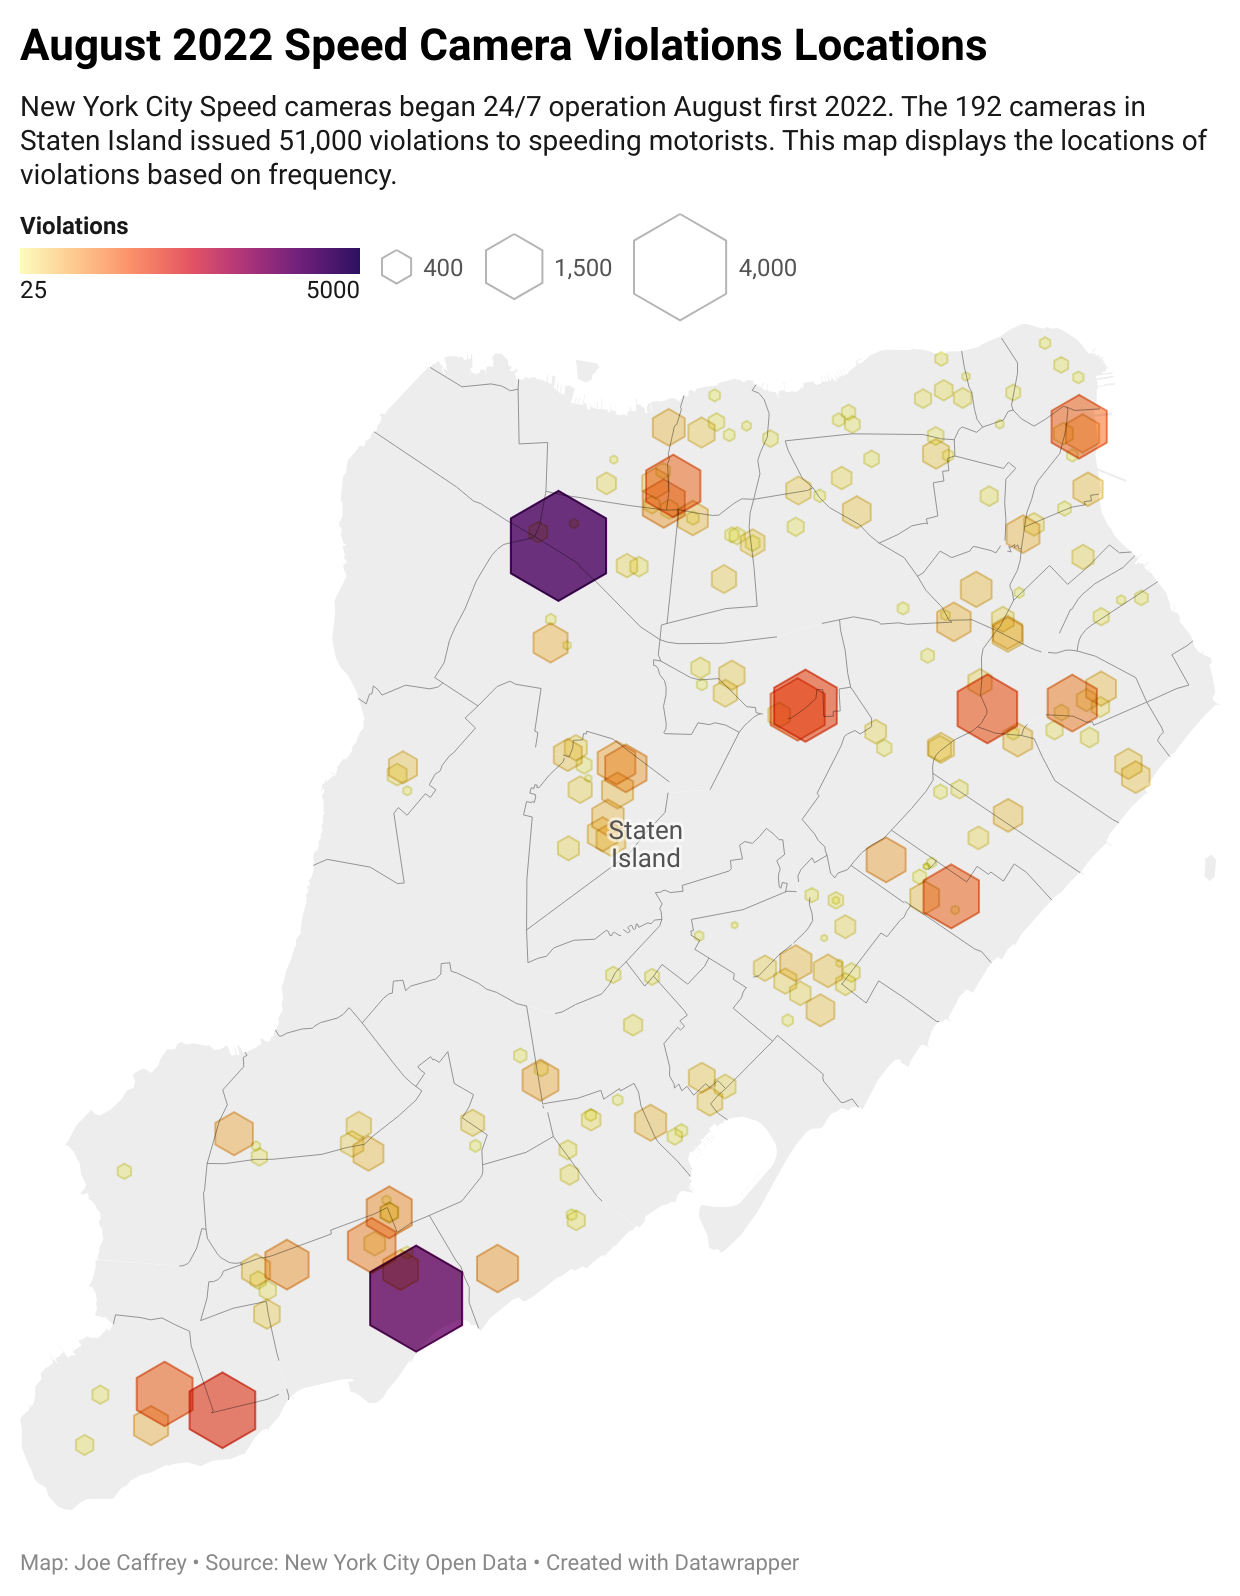 August 2022 Speed Camera Violations Locations
New York City Speed cameras began 24/7 operation August first 2022. The 192 cameras in
Staten Island issued 51,000 violations to speeding motorists. This map displays the locations of
violations based on frequency.
Violations
25 5000 400 1,500 4,000
Staten
Island
Map: Joe Caffrey • Source: New York City Open Data • Created with Datawrapper